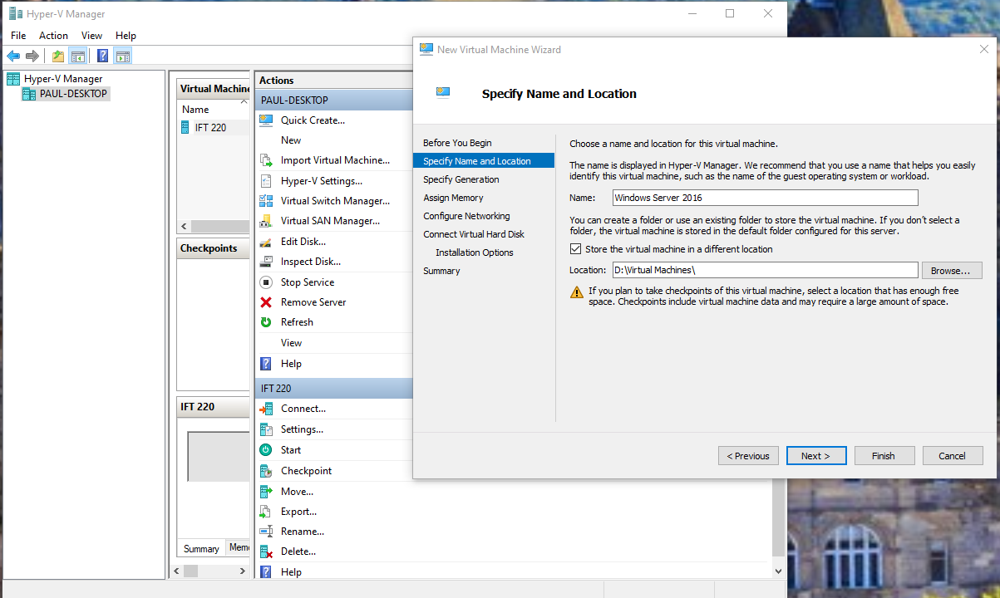 Hyper-V Manager
File Action View Help
Hyper-V Manager
PAUL-DESKTOP
Virtual Machine
Name
IFT 220
Checkpoints
IFT 220
Summary Memo
Actions
PAUL-DESKTOP
Quick Create...
New
Import Virtual Machine...
Hyper-V Settings...
Virtual Switch Manager...
Virtual SAN Manager...
Edit Disk...
Inspect Disk...
Stop Service
Remove Server
Refresh
View
Help
IFT 220
Connect...
Settings...
Start
Checkpoint
Move...
Export...
Rename...
Delete...
Help
New Virtual Machine Wizard
Specify Name and Location
Before You Begin
Specify Name and Location
Specify Generation
Assign Memory
Configure Networking
Connect Virtual Hard Disk
Installation Options
Summary
Choose a name and location for this virtual machine.
The name is displayed in Hyper-V Manager. We recommend that you use a name that helps you easily
identify this virtual machine, such as the name of the guest operating system or workload.
Name: Windows Server 2016
You can create a folder or use an existing folder to store the virtual machine. If you don't select a
folder, the virtual machine is stored in the default folder configured for this server.
Store the virtual machine in a different location
Location: D:\Virtual Machines\ Browse...
If you plan to take checkpoints of this virtual machine, select a location that has enough free
space. Checkpoints include virtual machine data and may require a large amount of space.
< Previous Next > Finish Cancel